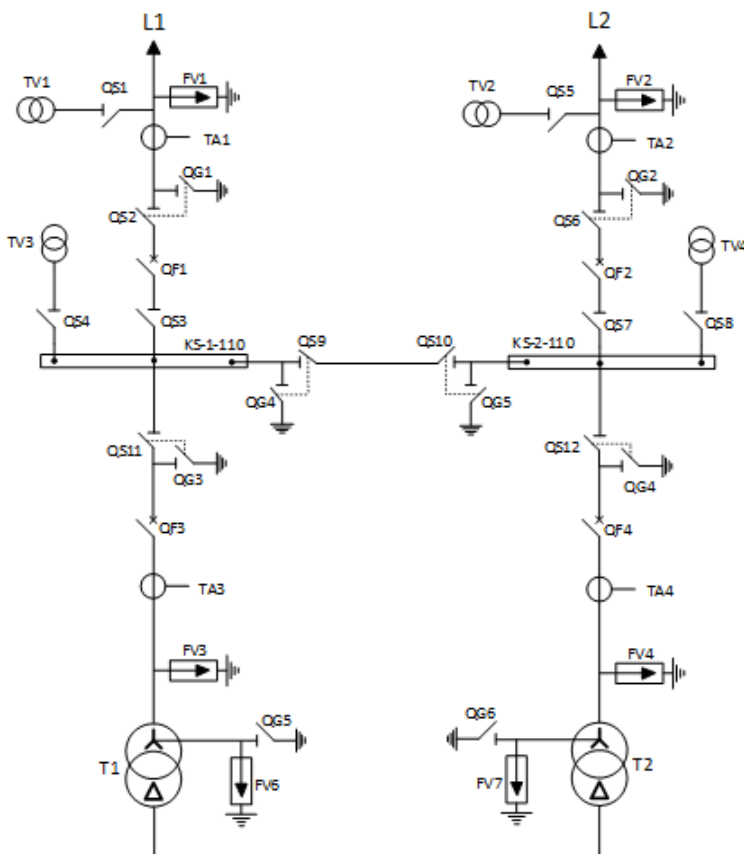 L1
L2
TV1
QS1
FV1
TV2
QS5
FV2
TA1
TA2
QG1
QG2
QS2
QS6
TV3
TV4
QF1
QF2
QS4
QS3
QS7
QS8
KS-1-110
QS9
QS10
KS-2-110
QG4
QG5
QS11
QG3
QS12
QG4
QF3
QF4
TA3
TA4
FV3
FV4
QG5
QG6
T1
FV6
FV7
T2